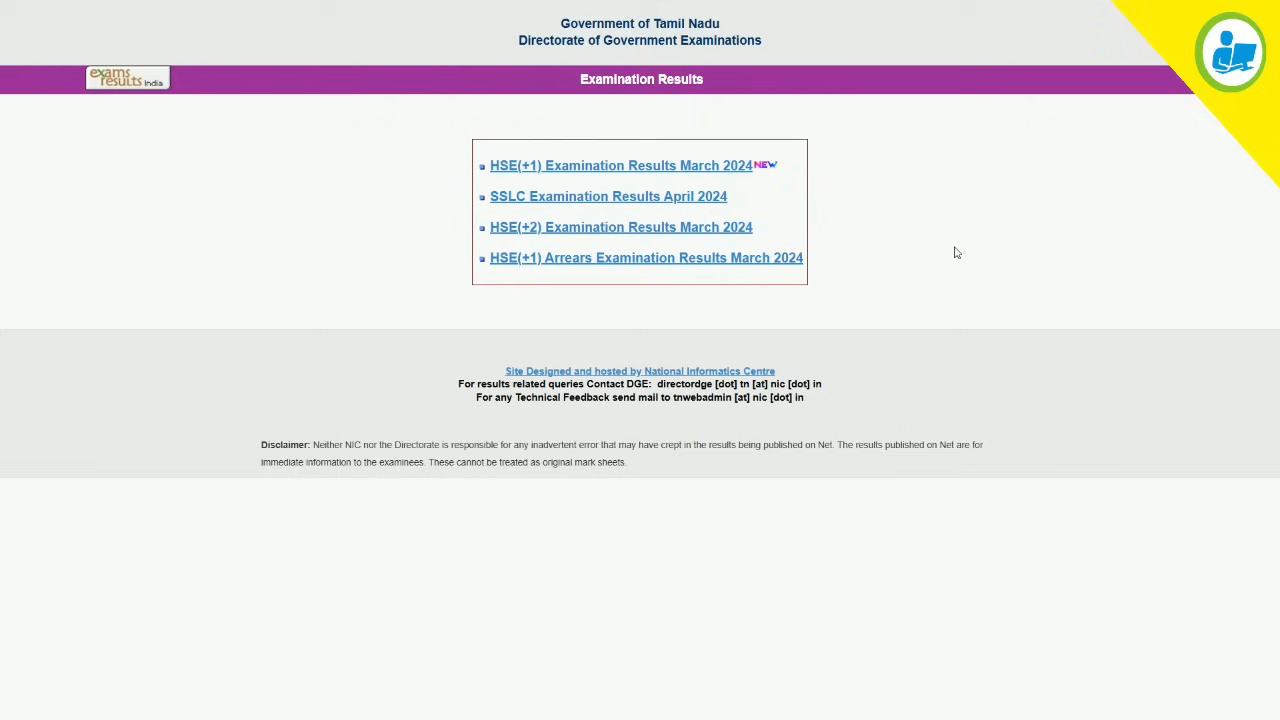 Government of Tamil Nadu
Directorate of Government Examinations
exams results India
Examination Results
HSE(+1) Examination Results March 2024 NEW
SSLC Examination Results April 2024
HSE(+2) Examination Results March 2024
HSE(+1) Arrears Examination Results March 2024
Site Designed and hosted by National Informatics Centre
For results related queries Contact DGE: directordge [dot] tn [at] nic [dot] in
For any Technical Feedback send mail to tnwebadmin [at] nic [dot] in
Disclaimer: Neither NIC nor the Directorate is responsible for any inadvertent error that may have crept in the results being published on Net. The results published on Net are for
immediate information to the examinees. These cannot be treated as original mark sheets.